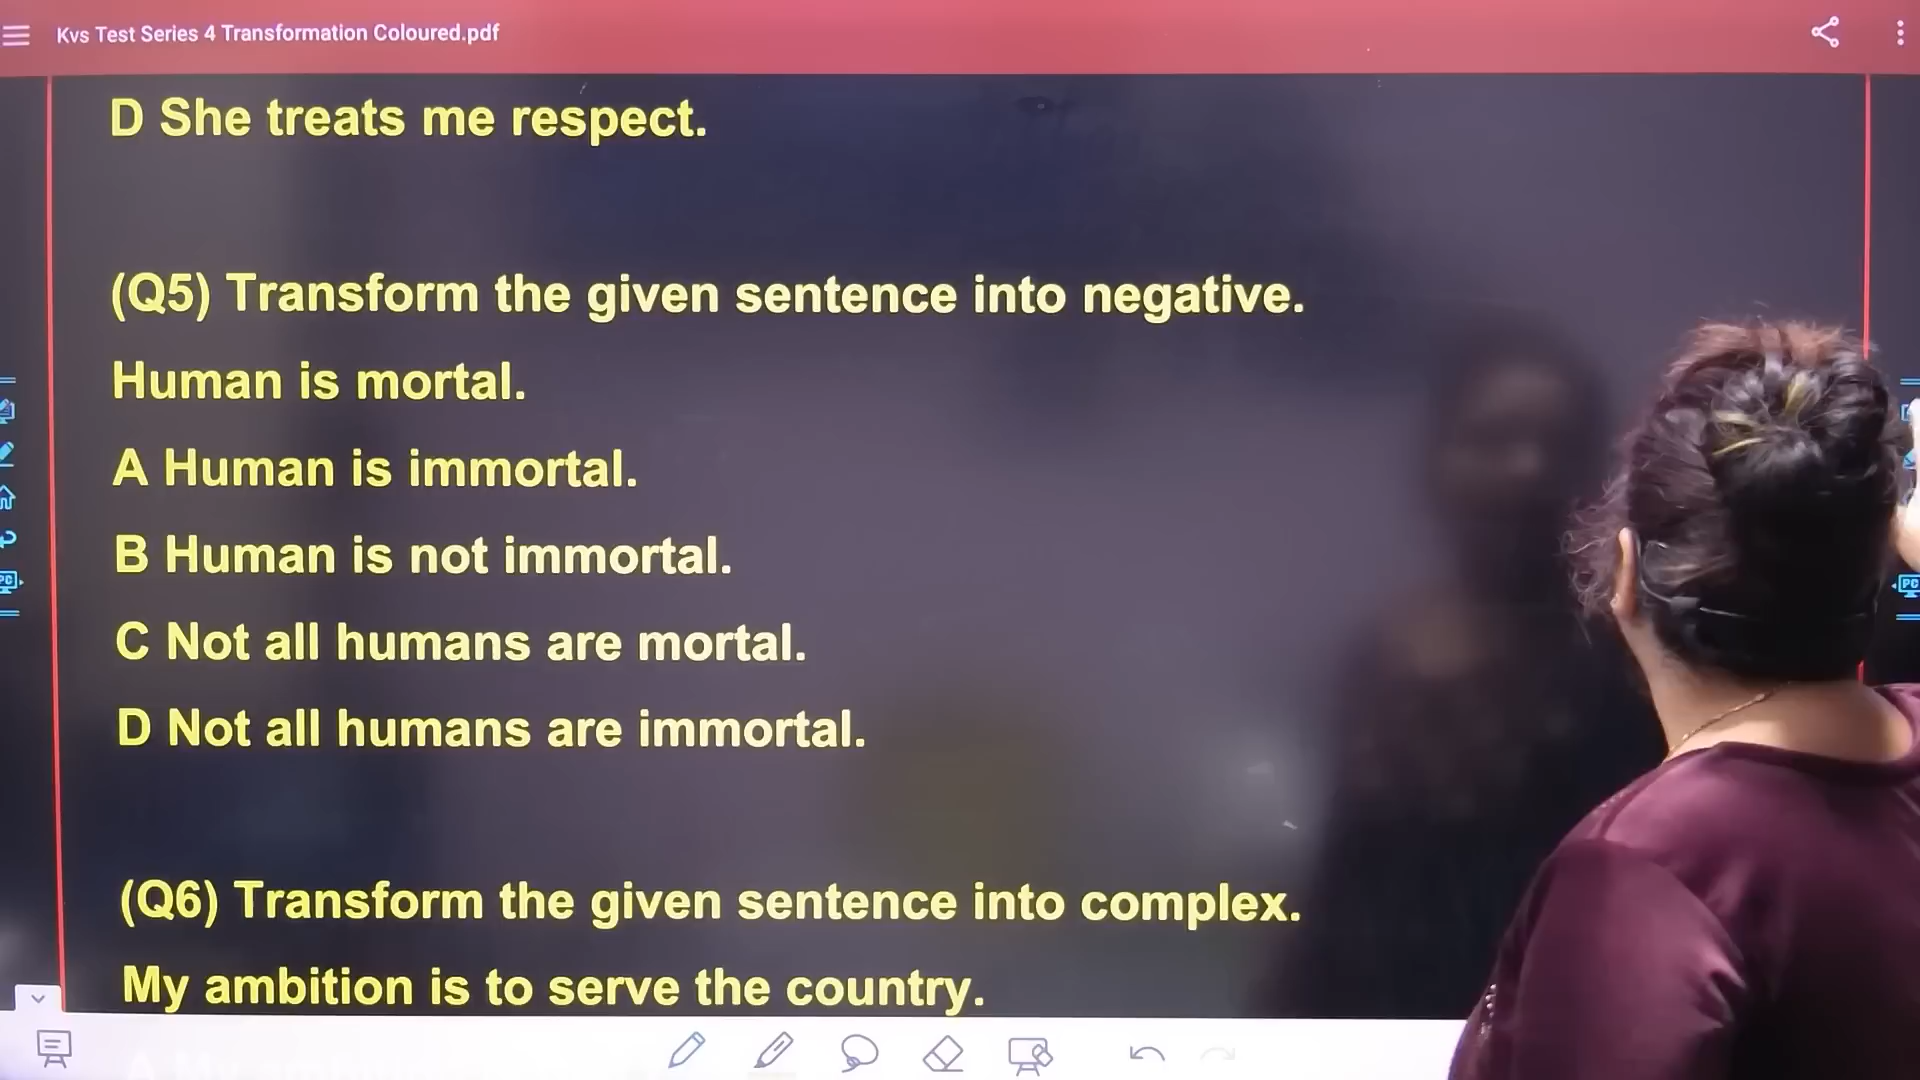 Kvs Test Series 4 Transformation Coloured.pdf
D She treats me respect.
(Q5) Transform the given sentence into negative.
Human is mortal.
A Human is immortal.
B Human is not immortal.
C Not all humans are mortal.
D Not all humans are immortal.
(Q6) Transform the given sentence into complex.
My ambition is to serve the country.
PC
PC